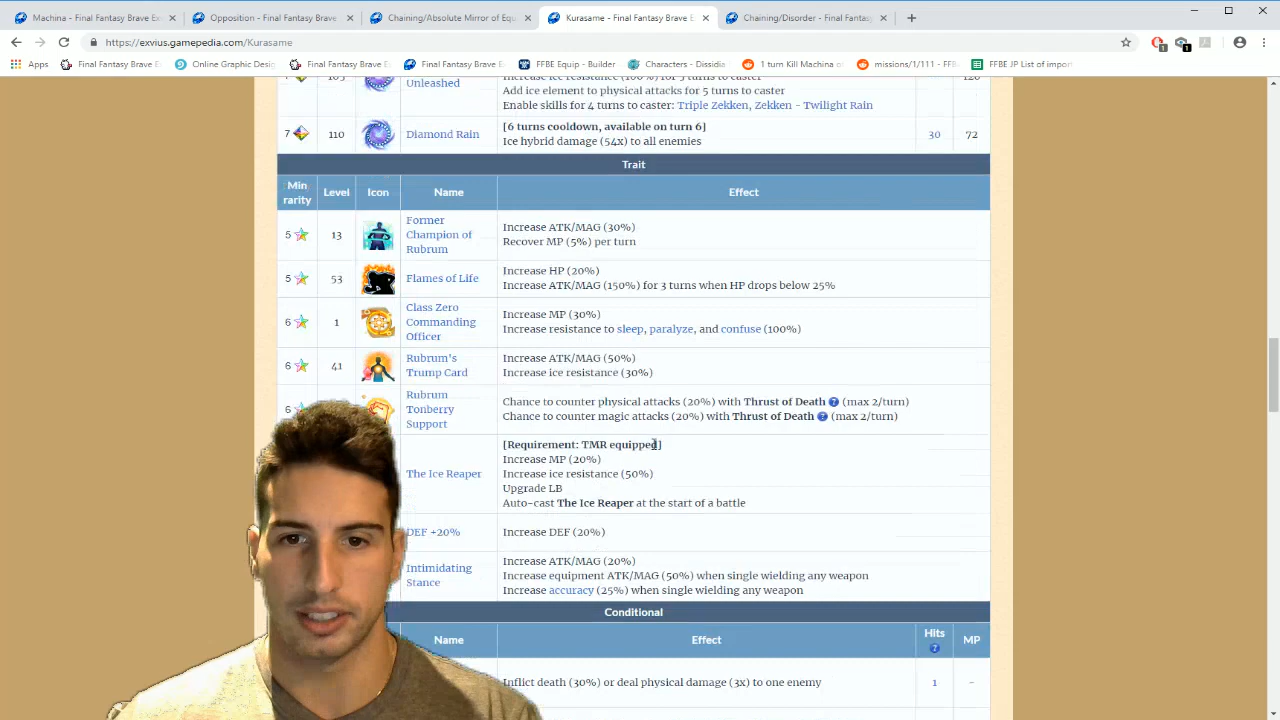 Machina - Final Fantasy Brave Ex
Opposition - Final Fantasy Brave
Chaining/Absolute Mirror of Equ
Kurasame - Final Fantasy Brave E
Chaining/Disorder - Final Fantasy
https://exvius.gamepedia.com/Kurasame
Apps
Final Fantasy Brave Ex
Online Graphic Desig
Final Fantasy Brave Ex
Final Fantasy Brave E
FFBE Equip - Builder
Characters - Dissidia
1 turn Kill Machina o
missions/1/111 - FFBE
FFBE JP List of import
Unleashed
Add ice element to physical attacks for 5 turns to caster
Enable skills for 4 turns to caster: Triple Zekken, Zekken - Twilight Rain
7 110 Diamond Rain
[6 turns cooldown, available on turn 6]
Ice hybrid damage (54x) to all enemies
30 72
Trait
Min rarity Level Icon Name Effect
5 13 Former Champion of Rubrum
Increase ATK/MAG (30%)
Recover MP (5%) per turn
5 53 Flames of Life
Increase HP (20%)
Increase ATK/MAG (150%) for 3 turns when HP drops below 25%
6 1 Class Zero Commanding Officer
Increase MP (30%)
Increase resistance to sleep, paralyze, and confuse (100%)
6 41 Rubrum's Trump Card
Increase ATK/MAG (50%)
Increase ice resistance (30%)
6 Rubrum Tonberry Support
Chance to counter physical attacks (20%) with Thrust of Death (max 2/turn)
Chance to counter magic attacks (20%) with Thrust of Death (max 2/turn)
The Ice Reaper
[Requirement: TMR equipped]
Increase MP (20%)
Increase ice resistance (50%)
Upgrade LB
Auto-cast The Ice Reaper at the start of a battle
DEF +20%
Increase DEF (20%)
Intimidating Stance
Increase ATK/MAG (20%)
Increase equipment ATK/MAG (50%) when single wielding any weapon
Increase accuracy (25%) when single wielding any weapon
Conditional
Name Effect Hits MP
Inflict death (30%) or deal physical damage (3x) to one enemy
1 -